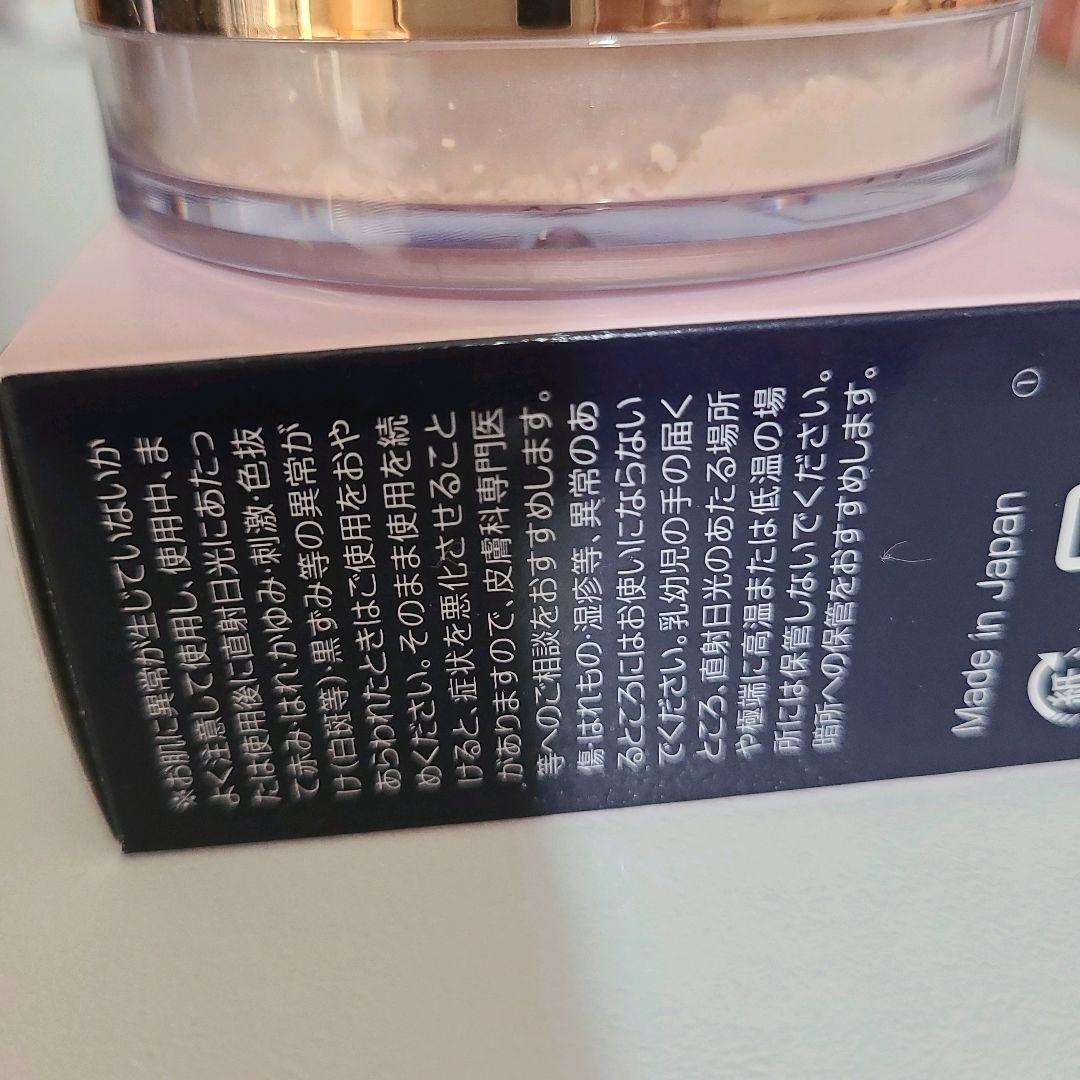 ※お肌に異常が生じていないか
よく注意して使用し、使用中、ま
たは使用後に直射日光にあたっ
て赤み・はれ・かゆみ・刺激・色抜
け(白斑等)・黒ずみ等の異常が
あらわれたときはご使用をおや
めください。そのまま使用を続
けると、症状を悪化させること
がありますので、皮膚科専門医
等へのご相談をおすすめします。
傷・はれもの・湿疹等、異常のあ
るところにはお使いにならない
でください。乳幼児の手の届く
ところ、直射日光のあたる場所
や極端に高温または低温の場
所には保管しないでください。
暗所への保管をおすすめします。
Made in Japan
①
紙